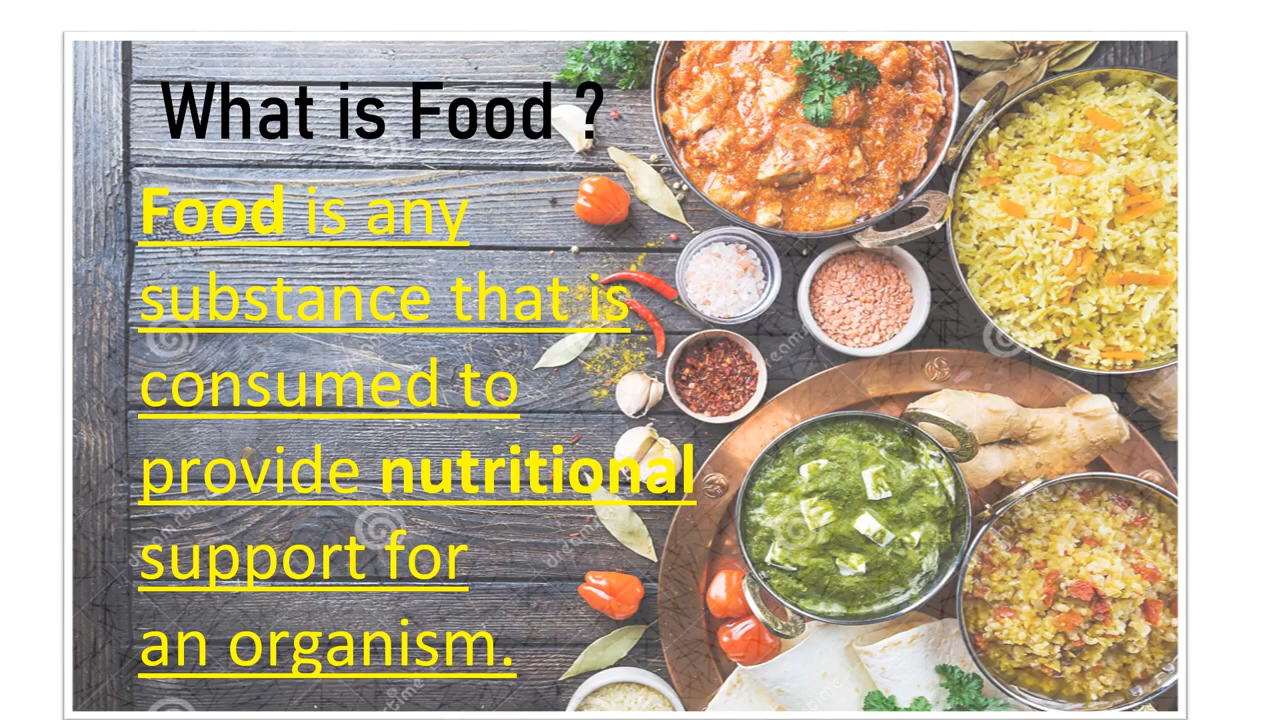 What is Food ?
Food is any
substance that is
consumed to
provide nutritional
support for
an organism.